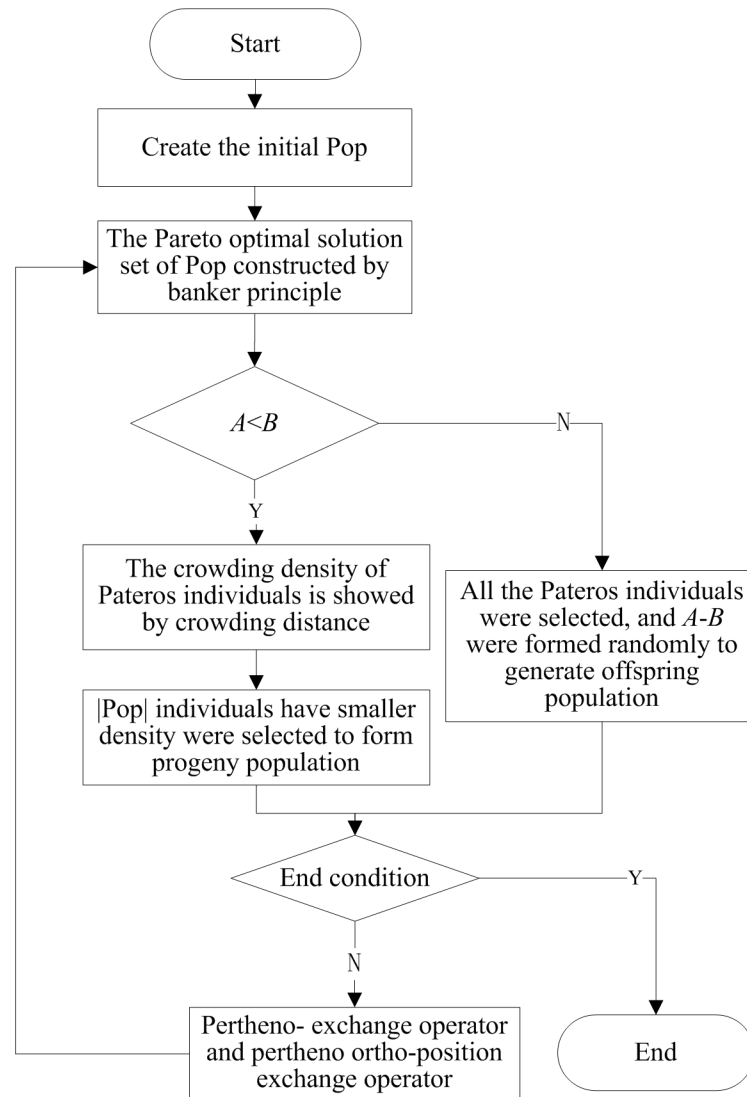 Start
Create the initial Pop
The Pareto optimal solution
set of Pop constructed by
banker principle
A<B
N
Y
The crowding density of
Pateros individuals is showed
by crowding distance
All the Pateros individuals
were selected, and A-B
were formed randomly to
generate offspring
population
|Pop| individuals have smaller
density were selected to form
progeny population
End condition
Y
N
Pertheno- exchange operator
and pertheno ortho-position
exchange operator
End